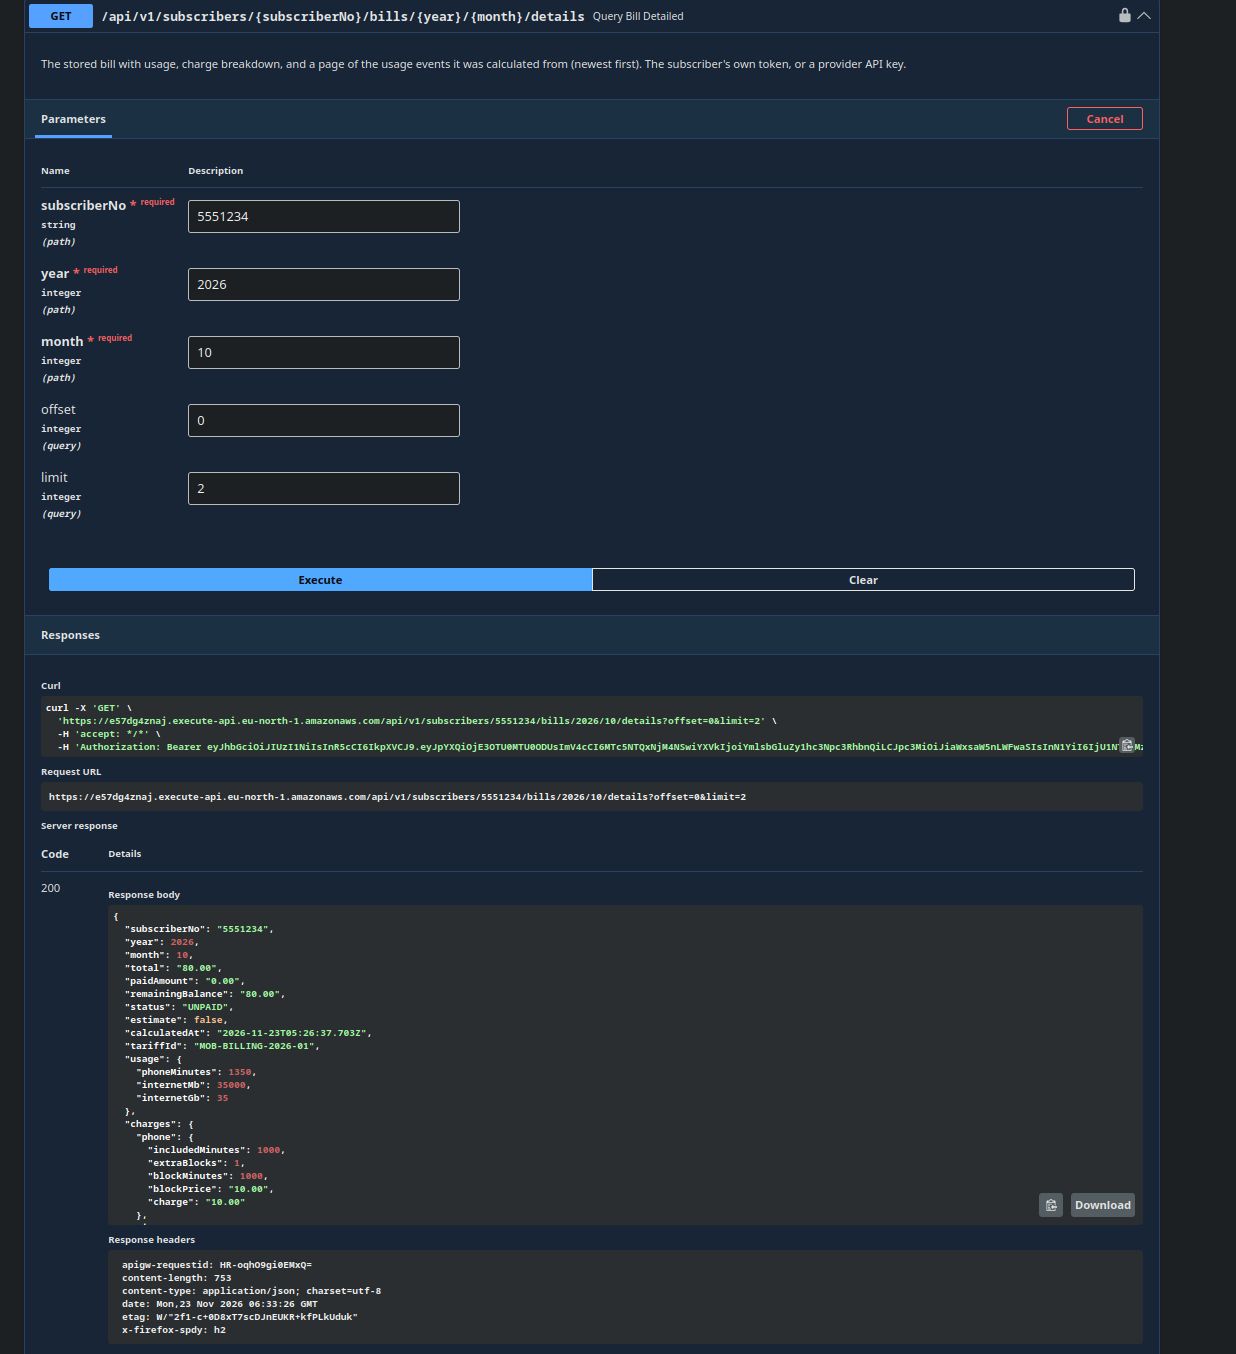 GET /api/v1/subscribers/{subscriberNo}/bills/{year}/{month}/details Query Bill Detailed
The stored bill with usage, charge breakdown, and a page of the usage events it was calculated from (newest first). The subscriber's own token, or a provider API key.
Parameters
Cancel
Name Description
subscriberNo * required
string
(path)
5551234
year * required
integer
(path)
2026
month * required
integer
(path)
10
offset
integer
(query)
0
limit
integer
(query)
2
Execute
Clear
Responses
Curl
curl -X 'GET' \
'https://e57dg4znaj.execute-api.eu-north-1.amazonaws.com/api/v1/subscribers/5551234/bills/2026/10/details?offset=0&limit=2' \
-H 'accept: */*' \
-H 'Authorization: Bearer
Request URL
https://e57dg4znaj.execute-api.eu-north-1.amazonaws.com/api/v1/subscribers/5551234/bills/2026/10/details?offset=0&limit=2
Server response
Code Details
200
Response body
{
"subscriberNo": "5551234",
"year": 2026,
"month": 10,
"total": "80.00",
"paidAmount": "0.00",
"remainingBalance": "80.00",
"status": "UNPAID",
"estimate": false,
"calculatedAt": "2026-11-23T05:26:37.703Z",
"tariffId": "MOB-BILLING-2026-01",
"usage": {
"phoneMinutes": 1350,
"internetMb": 35000,
"internetGb": 35
},
"charges": {
"phone": {
"includedMinutes": 1000,
"extraBlocks": 1,
"blockMinutes": 1000,
"blockPrice": "10.00",
"charge": "10.00"
},
Download
Response headers
apigw-requestid: HR-oqhO9gi0EMxQ=
content-length: 753
content-type: application/json; charset=utf-8
date: Mon,23 Nov 2026 06:33:26 GMT
etag: W/"2f1-c+0D8xT7scDJnEUKR+kfPLkUduk"
x-firefox-spdy: h2